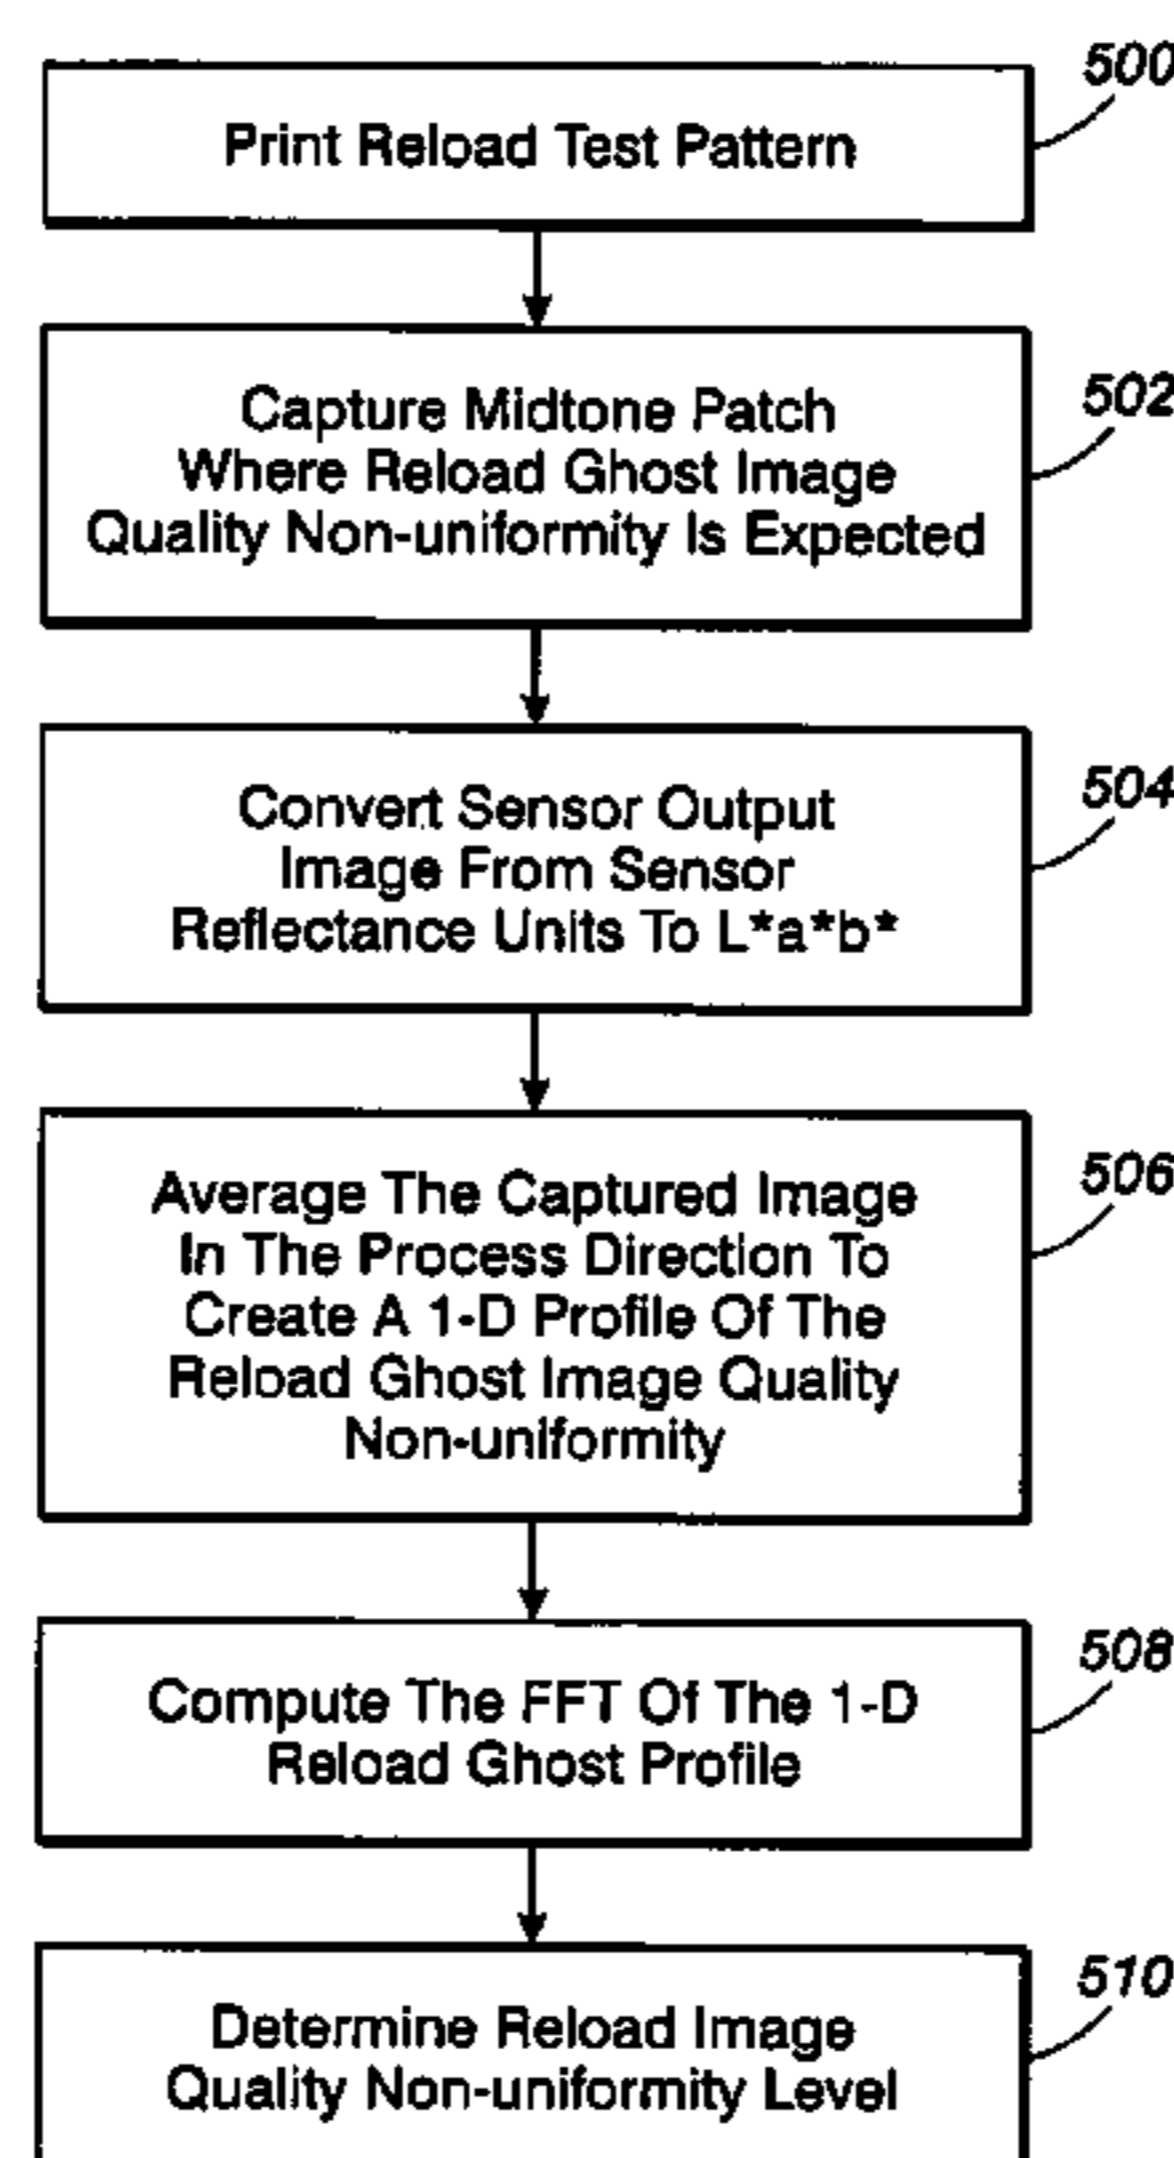 500
Print Reload Test Pattern
502
Capture Midtone Patch
Where Reload Ghost Image
Quality Non-uniformity Is Expected
504
Convert Sensor Output
Image From Sensor
Reflectance Units To L*a*b*
506
Average The Captured Image
In The Process Direction To
Create A 1-D Profile Of The
Reload Ghost Image Quality
Non-uniformity
508
Compute The FFT Of The 1-D
Reload Ghost Profile
510
Determine Reload Image
Quality Non-uniformity Level